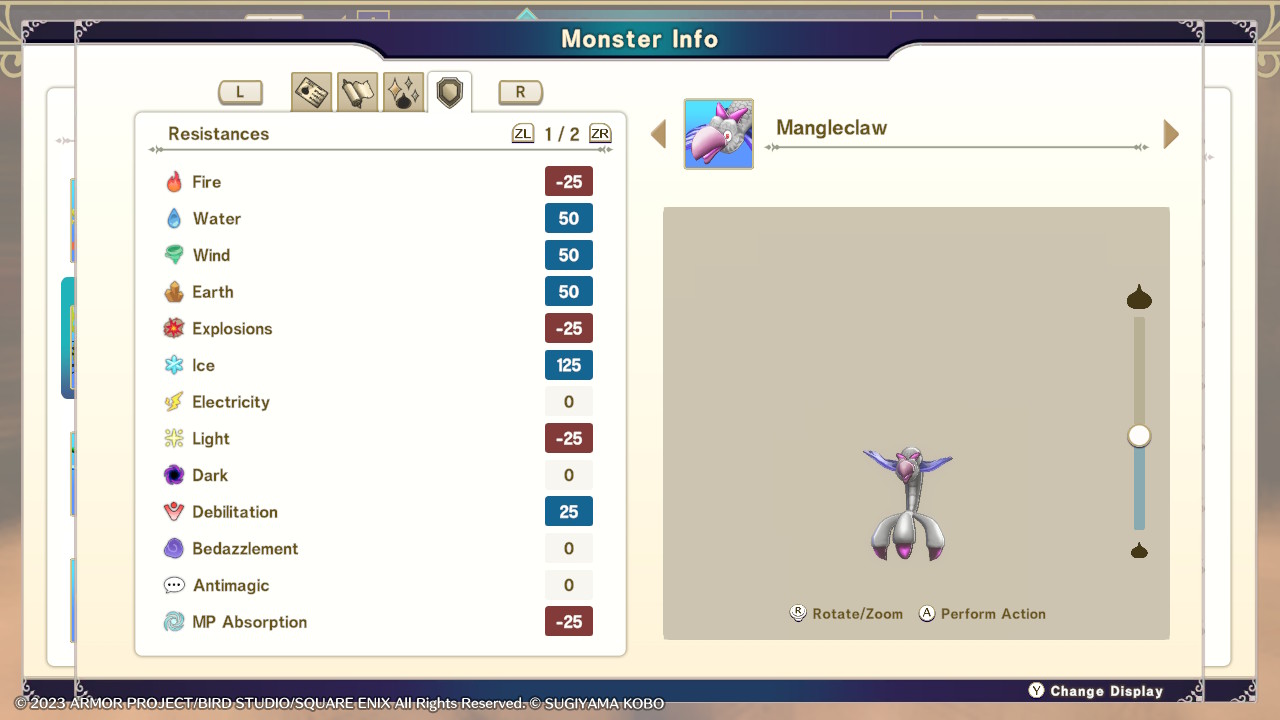 Monster Info
L R
Resistances ZL 1 / 2 ZR
Mangleclaw
Fire -25
Water 50
Wind 50
Earth 50
Explosions -25
Ice 125
Electricity 0
Light -25
Dark 0
Debilitation 25
Bedazzlement 0
Antimagic 0
MP Absorption -25
R Rotate/Zoom A Perform Action
Y Change Display
© 2023 ARMOR PROJECT/BIRD STUDIO/SQUARE ENIX All Rights Reserved. © SUGIYAMA KOBO